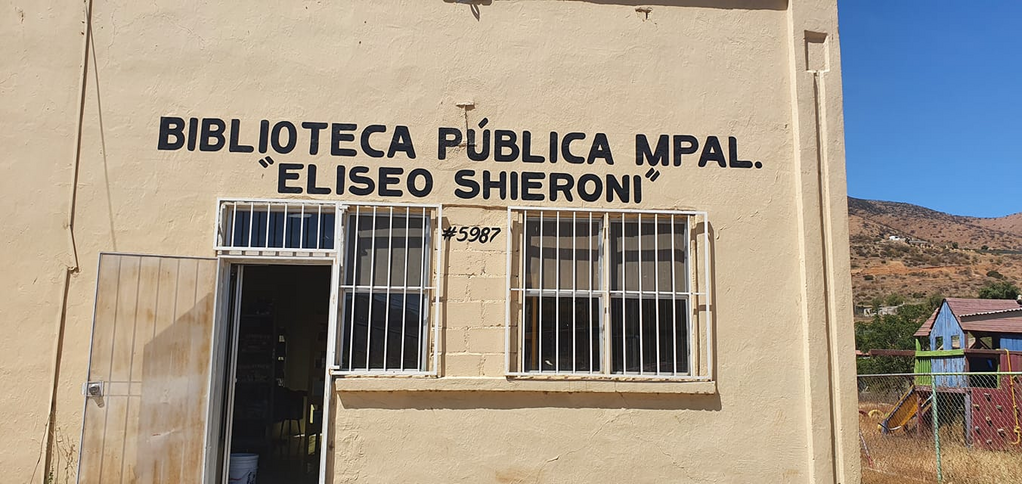 BIBLIOTECA PÚBLICA MPAL.
"ELISEO SHIERONI"
#5987